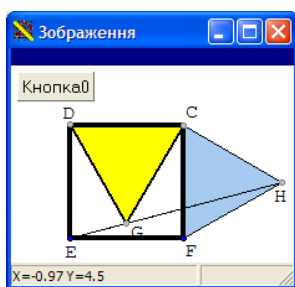 Зображення
Кнопка0
D C
H
G
E F
X=-0.97 Y=4.5